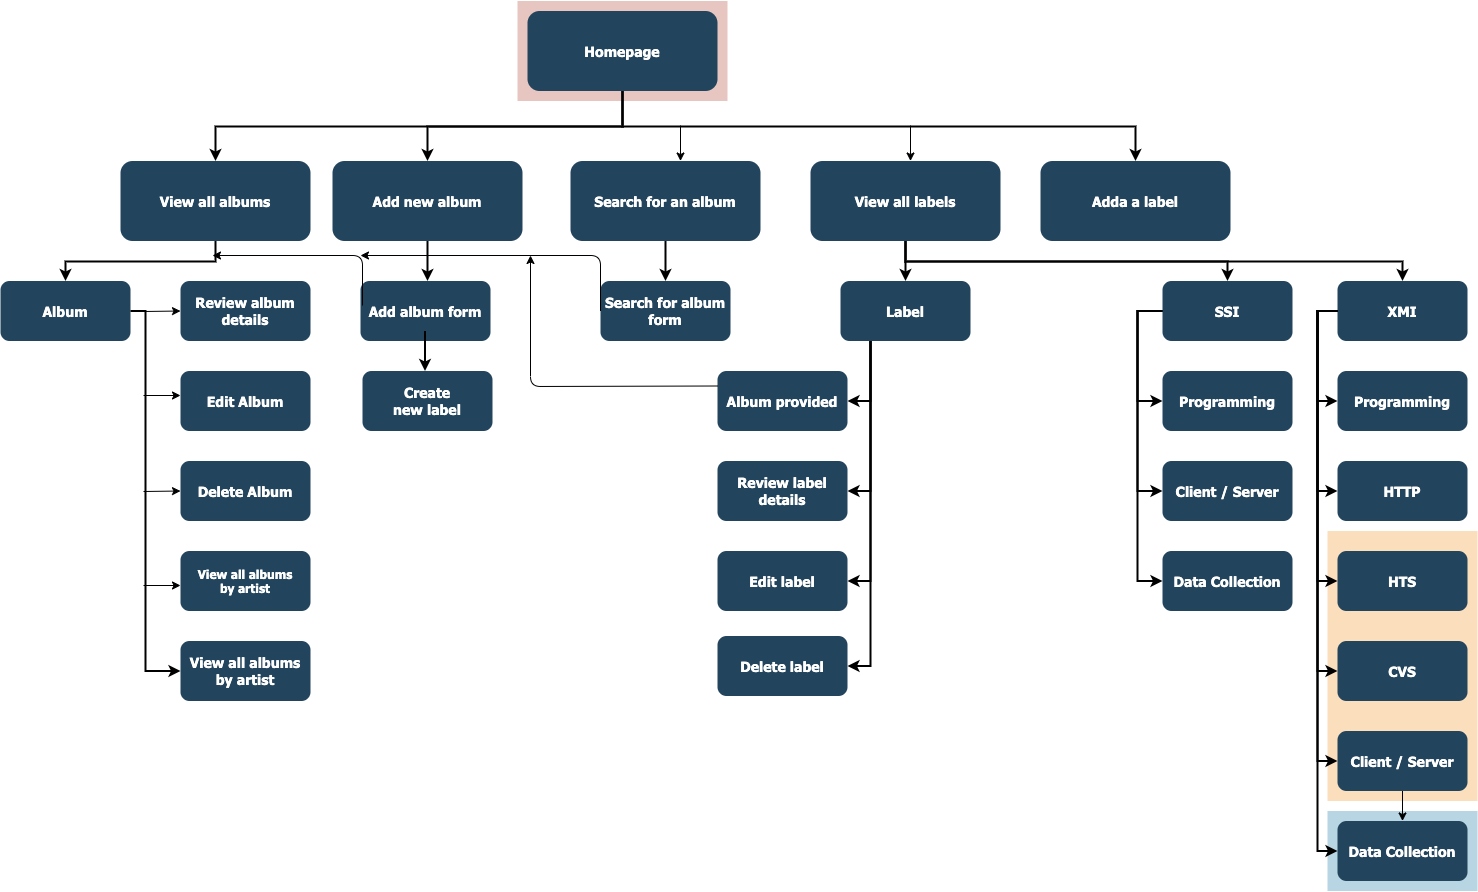 Homepage
View all albums
Add new album
Search for an album
View all labels
Adda a label
Album
Review album
details
Add album form
Search for album
form
Label
SSI
XMI
Edit Album
Create
new label
Album provided
Programming
Programming
Delete Album
Review label
details
Client / Server
HTTP
View all albums
by artist
Edit label
Data Collection
HTS
View all albums
by artist
Delete label
CVS
Client / Server
Data Collection